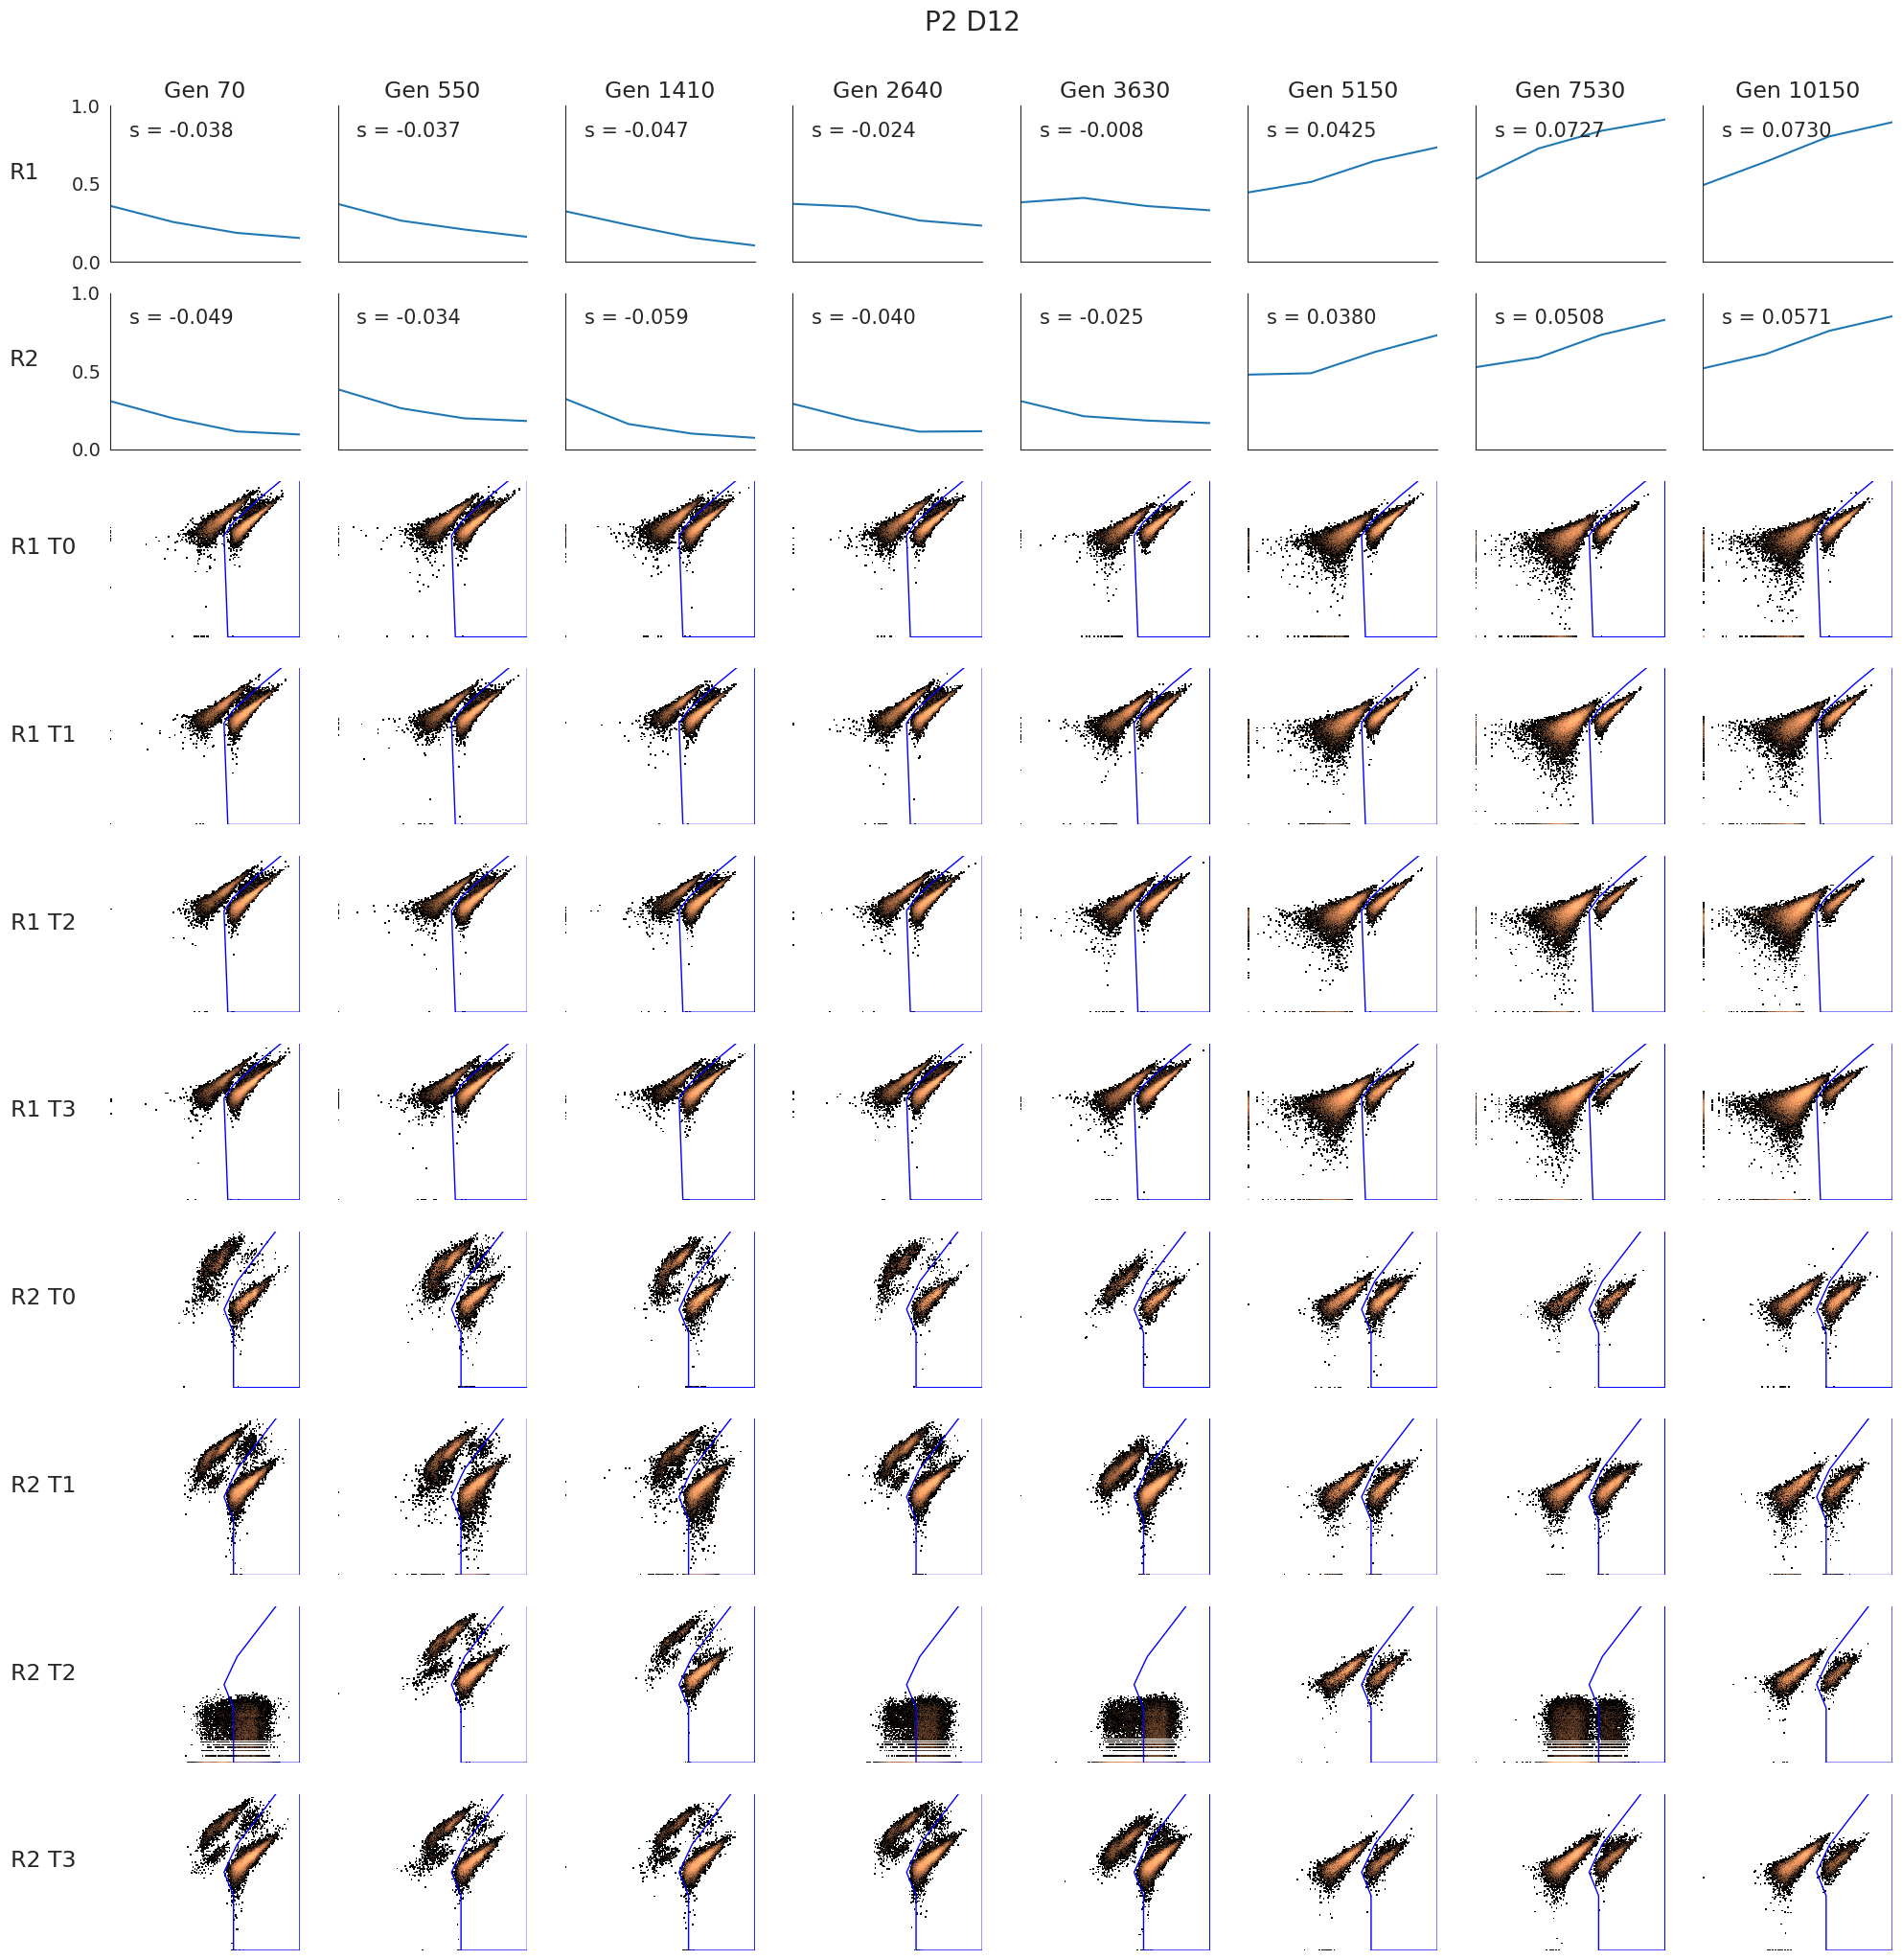 P2 D12
Gen 70 Gen 550 Gen 1410 Gen 2640 Gen 3630 Gen 5150 Gen 7530 Gen 10150
1.0
s = -0.038 s = -0.037 s = -0.047 s = -0.024 s = -0.008 s = 0.0425 s = 0.0727 s = 0.0730
R1
0.5
0.0
1.0
s = -0.049 s = -0.034 s = -0.059 s = -0.040 s = -0.025 s = 0.0380 s = 0.0508 s = 0.0571
R2
0.5
0.0
R1 T0
R1 T1
R1 T2
R1 T3
R2 T0
R2 T1
R2 T2
R2 T3